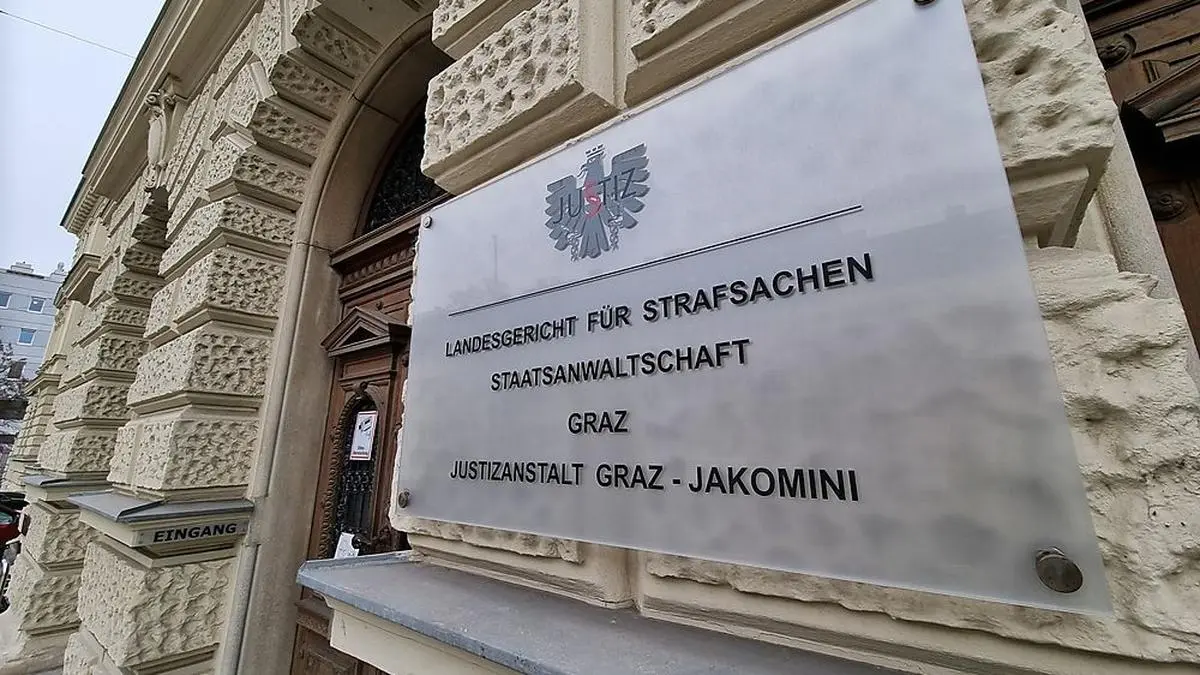 JUSTIZ
LANDESGERICHT FÜR STRAFSACHEN
STAATSANWALTSCHAFT
GRAZ
JUSTIZANSTALT GRAZ - JAKOMINI
EINGANG